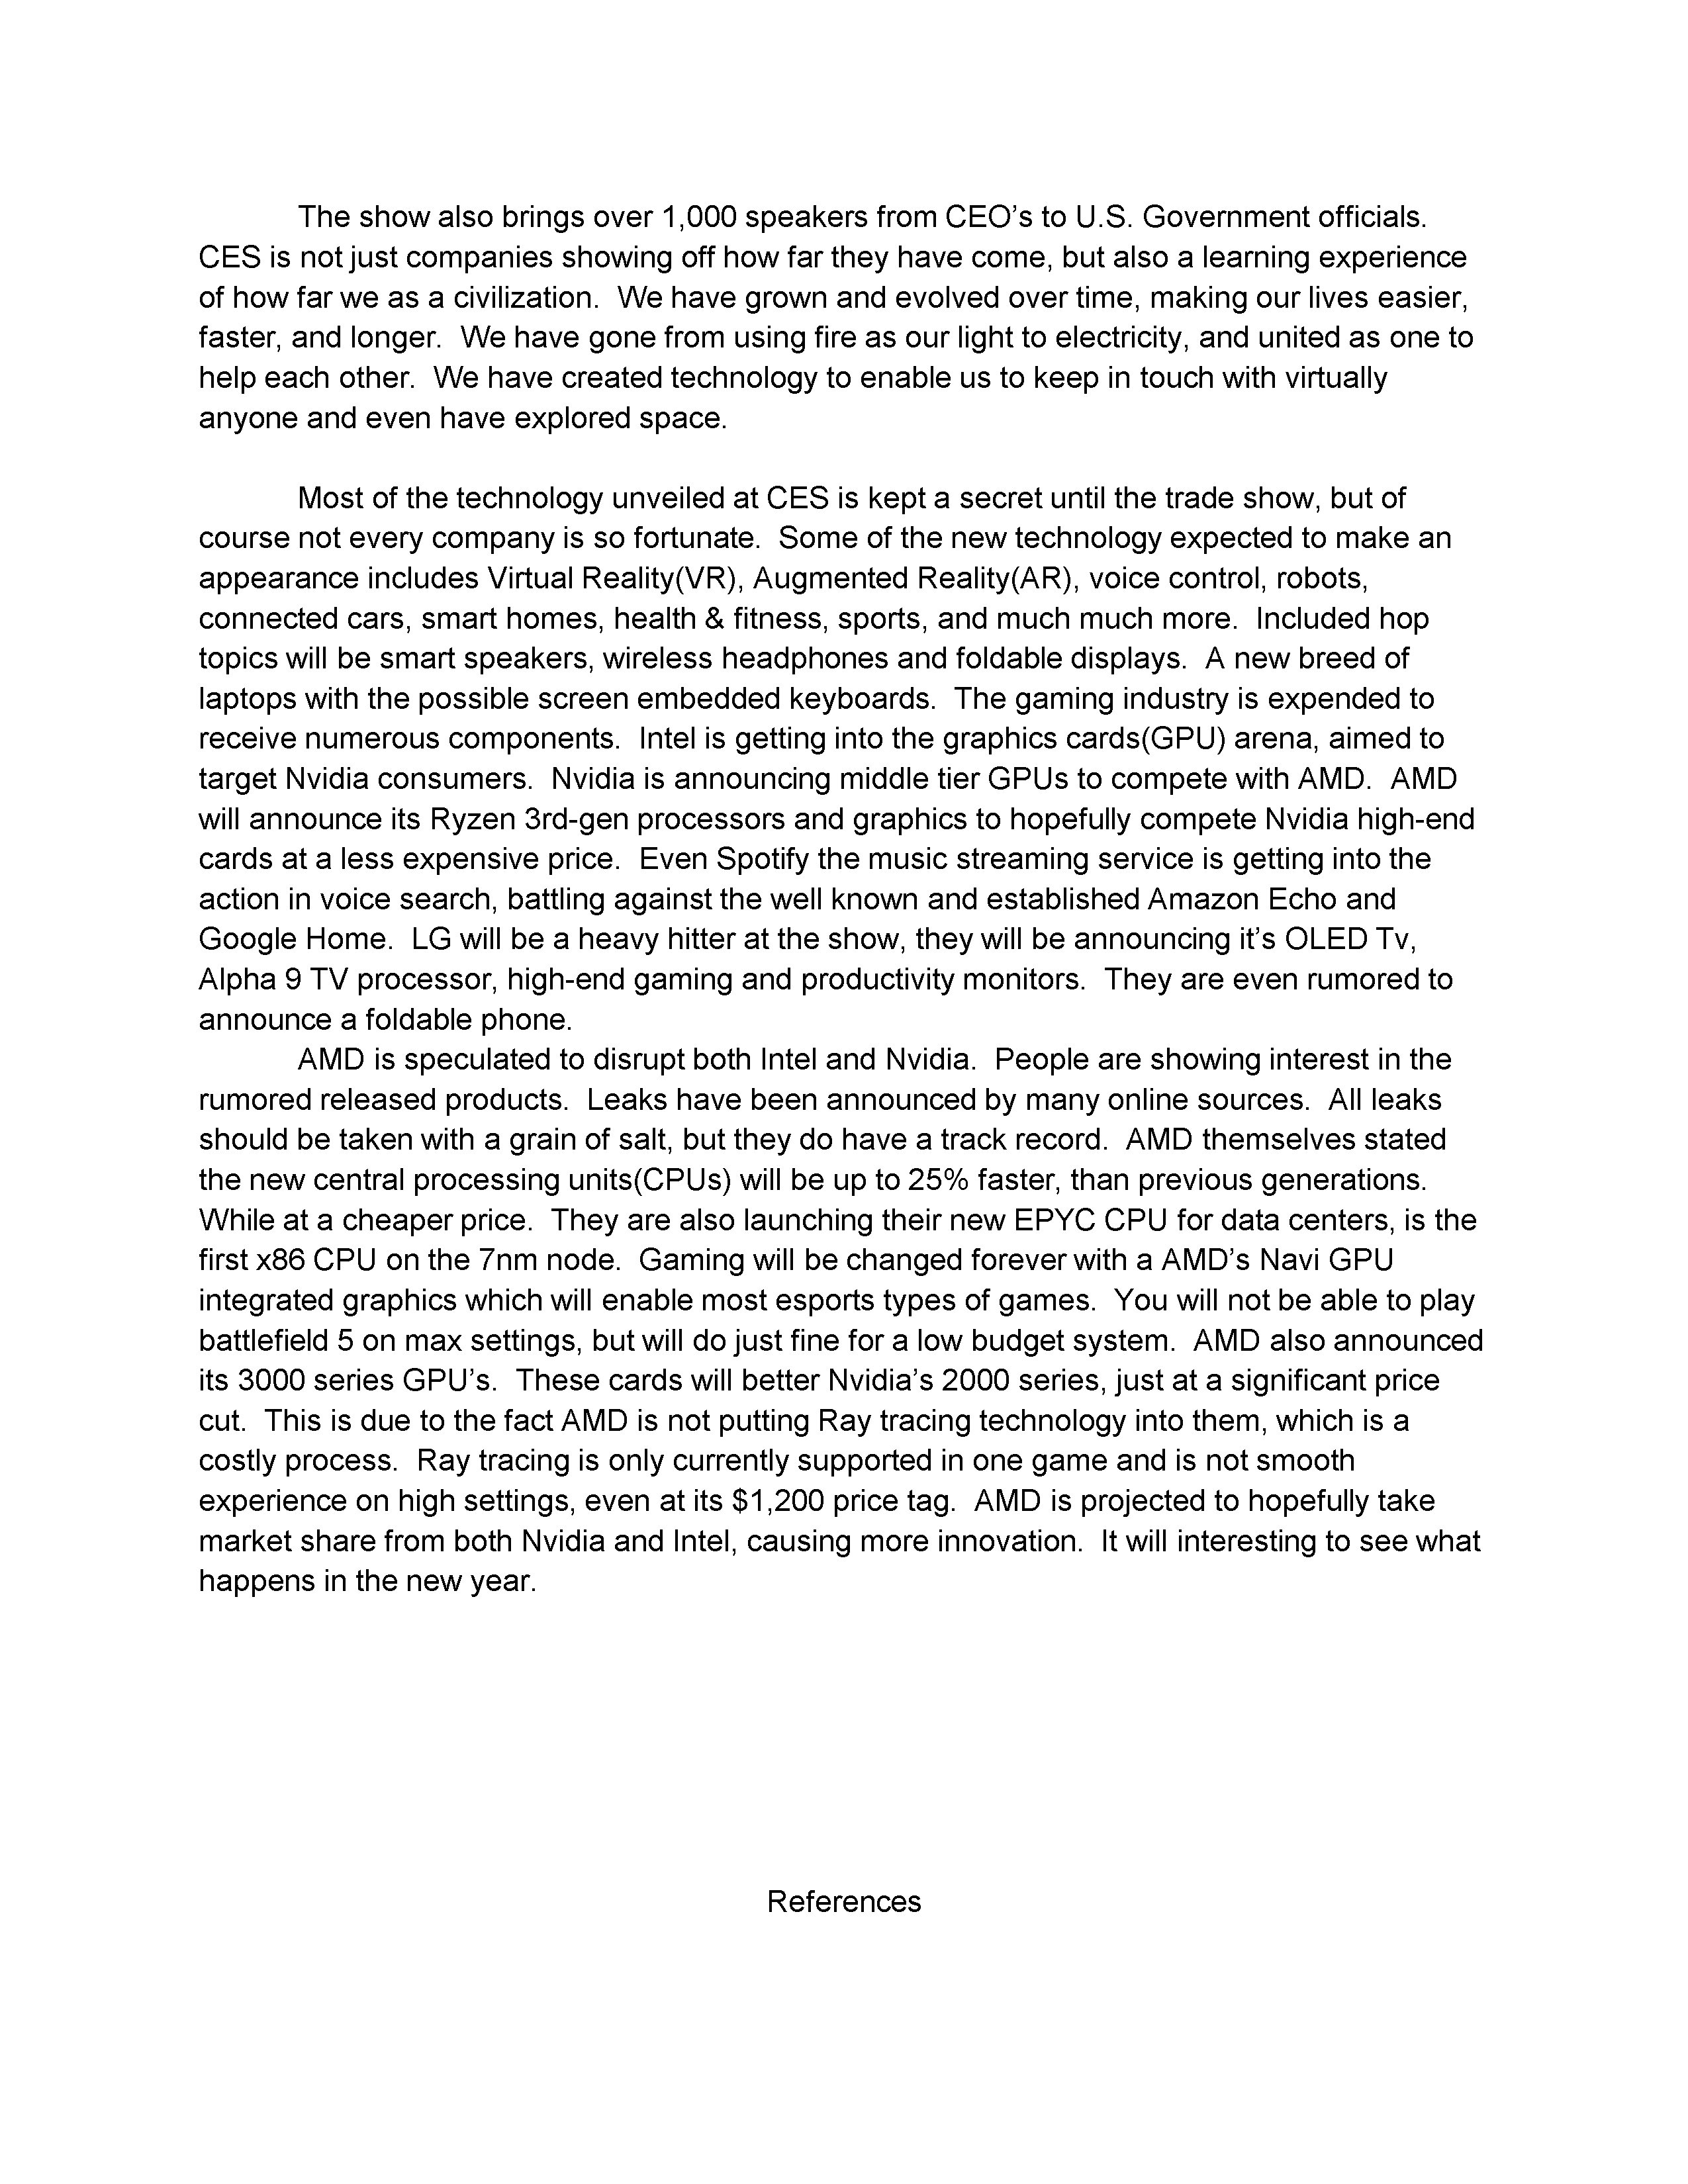 The show also brings over 1,000 speakers from CEO’s to U.S. Government officials.
CES is not just companies showing off how far they have come, but also a learning experience
of how far we as a civilization.  We have grown and evolved over time, making our lives easier,
faster, and longer.  We have gone from using fire as our light to electricity, and united as one to
help each other.  We have created technology to enable us to keep in touch with virtually
anyone and even have explored space.
Most of the technology unveiled at CES is kept a secret until the trade show, but of
course not every company is so fortunate.  Some of the new technology expected to make an
appearance includes Virtual Reality(VR), Augmented Reality(AR), voice control, robots,
connected cars, smart homes, health & fitness, sports, and much much more.  Included hop
topics will be smart speakers, wireless headphones and foldable displays.  A new breed of
laptops with the possible screen embedded keyboards.  The gaming industry is expended to
receive numerous components.  Intel is getting into the graphics cards(GPU) arena, aimed to
target Nvidia consumers.  Nvidia is announcing middle tier GPUs to compete with AMD.  AMD
will announce its Ryzen 3rd-gen processors and graphics to hopefully compete Nvidia high-end
cards at a less expensive price.  Even Spotify the music streaming service is getting into the
action in voice search, battling against the well known and established Amazon Echo and
Google Home.  LG will be a heavy hitter at the show, they will be announcing it’s OLED Tv,
Alpha 9 TV processor, high-end gaming and productivity monitors.  They are even rumored to
announce a foldable phone.
AMD is speculated to disrupt both Intel and Nvidia.  People are showing interest in the
rumored released products.  Leaks have been announced by many online sources.  All leaks
should be taken with a grain of salt, but they do have a track record.  AMD themselves stated
the new central processing units(CPUs) will be up to 25% faster, than previous generations.
While at a cheaper price.  They are also launching their new EPYC CPU for data centers, is the
first x86 CPU on the 7nm node.  Gaming will be changed forever with a AMD’s Navi GPU
integrated graphics which will enable most esports types of games.  You will not be able to play
battlefield 5 on max settings, but will do just fine for a low budget system.  AMD also announced
its 3000 series GPU’s.  These cards will better Nvidia’s 2000 series, just at a significant price
cut.  This is due to the fact AMD is not putting Ray tracing technology into them, which is a
costly process.  Ray tracing is only currently supported in one game and is not smooth
experience on high settings, even at its $1,200 price tag.  AMD is projected to hopefully take
market share from both Nvidia and Intel, causing more innovation.  It will interesting to see what
happens in the new year.
References